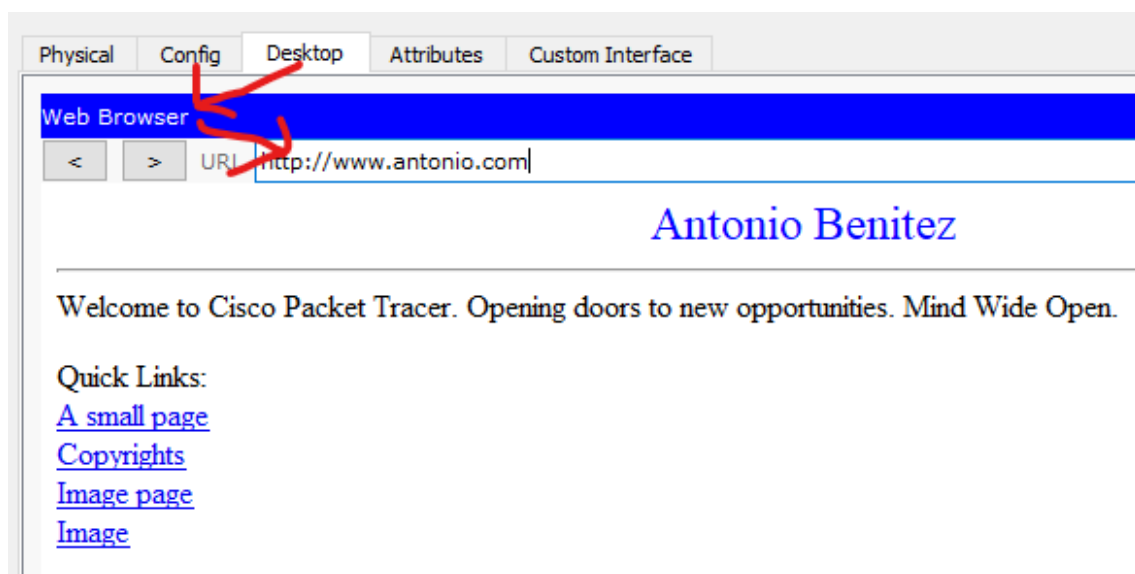 Physical Config Desktop Attributes Custom Interface
Web Browser
< > URL http://www.antonio.com
Antonio Benitez
Welcome to Cisco Packet Tracer. Opening doors to new opportunities. Mind Wide Open.
Quick Links:
A small page
Copyrights
Image page
Image